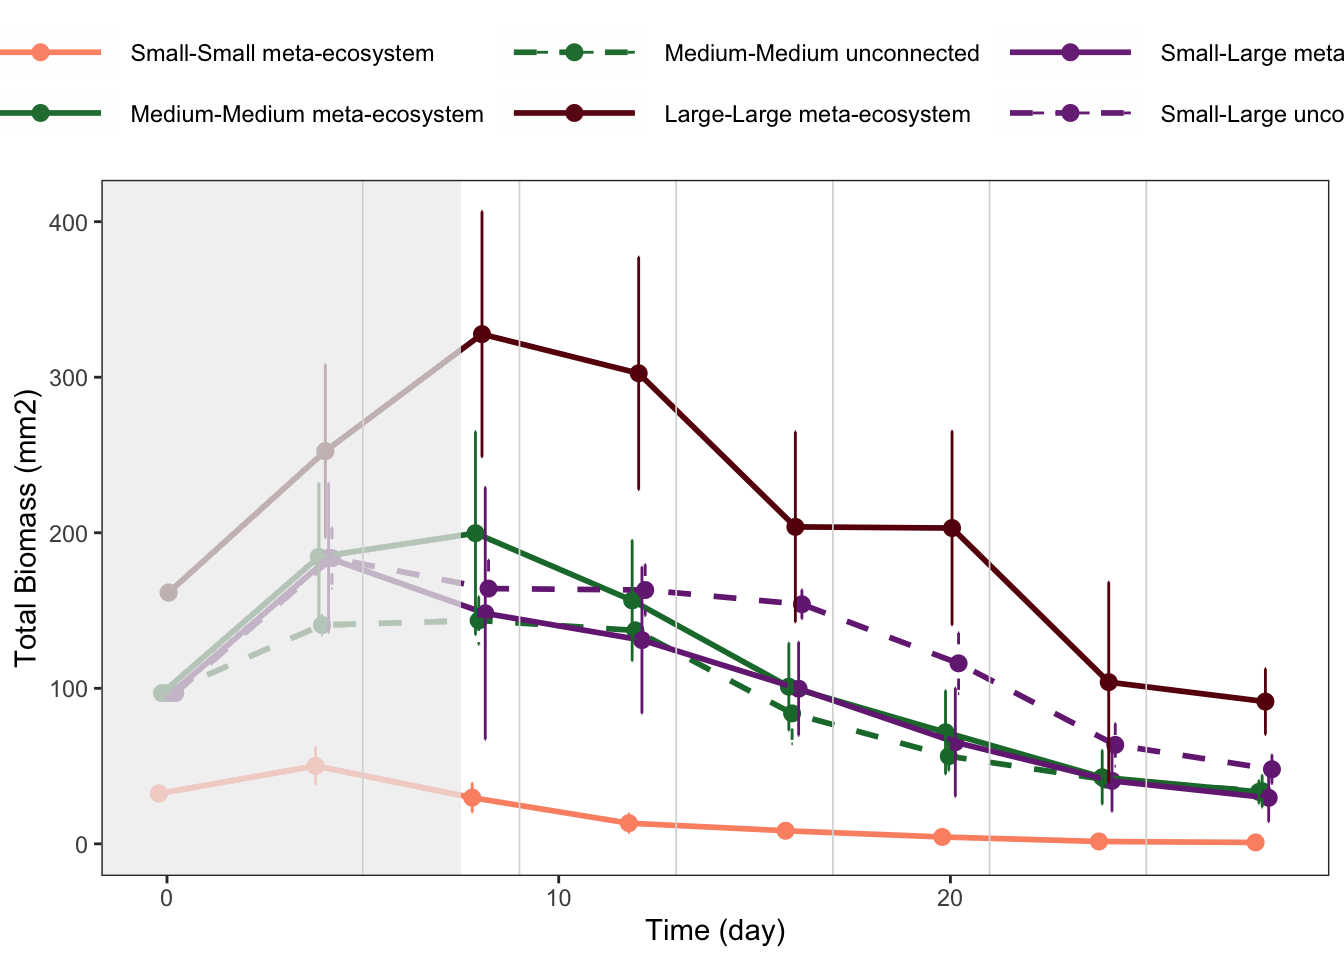 Small-Small meta-ecosystem
Medium-Medium unconnected
Small-Large meta
Medium-Medium meta-ecosystem
Large-Large meta-ecosystem
Small-Large unco
Total Biomass (mm2)
400
300
200
100
0
0
10
20
Time (day)